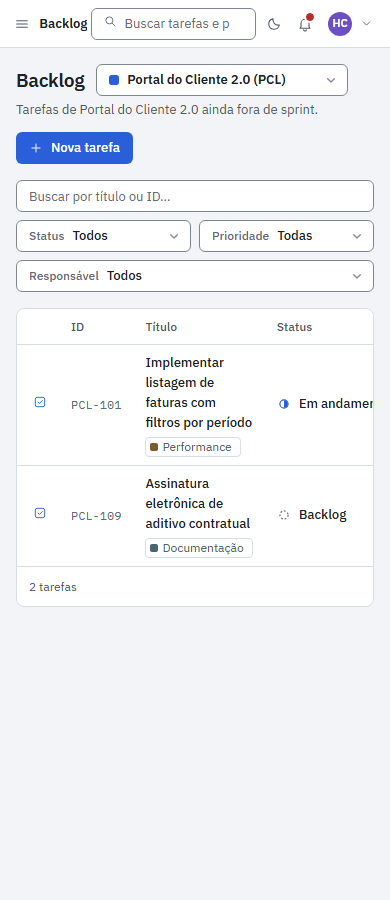 Backlog
Buscar tarefas e p
HC
Backlog
Portal do Cliente 2.0 (PCL)
Tarefas de Portal do Cliente 2.0 ainda fora de sprint.
Nova tarefa
Buscar por título ou ID...
Status Todos
Prioridade Todas
Responsável Todos
ID Título Status
Implementar
listagem de
faturas com
filtros por período
Performance
PCL-101
Em andamen
Assinatura
eletrônica de
aditivo contratual
Documentação
PCL-109
Backlog
2 tarefas